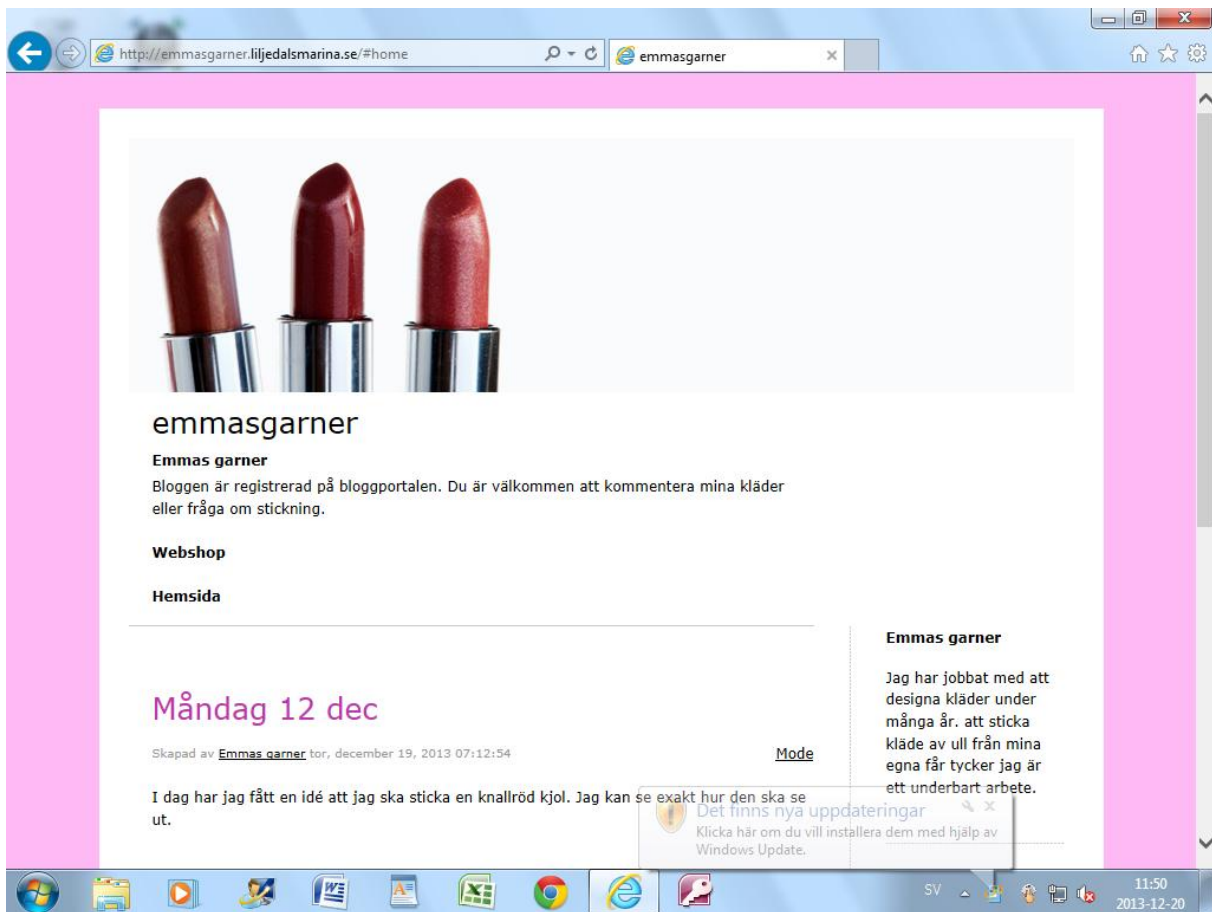 http://emmasgarner.liljedalsmarina.se/#home
emmasgarner
emmasgarner
Emmas garner
Bloggen är registrerad på bloggportalen. Du är välkommen att kommentera mina kläder
eller fråga om stickning.
Webshop
Hemsida
Måndag 12 dec
Skapad av Emmas garner tor, december 19, 2013 07:12:54
Mode
I dag har jag fått en idé att jag ska sticka en knallröd kjol. Jag kan se exakt hur den ska se
ut.
Emmas garner
Jag har jobbat med att
designa kläder under
många år. att sticka
kläde av ull från mina
egna får tycker jag är
ett underbart arbete.
Det finns nya uppdateringar
Klicka här om du vill installera dem med hjälp av
Windows Update.
SV
11:50
2013-12-20